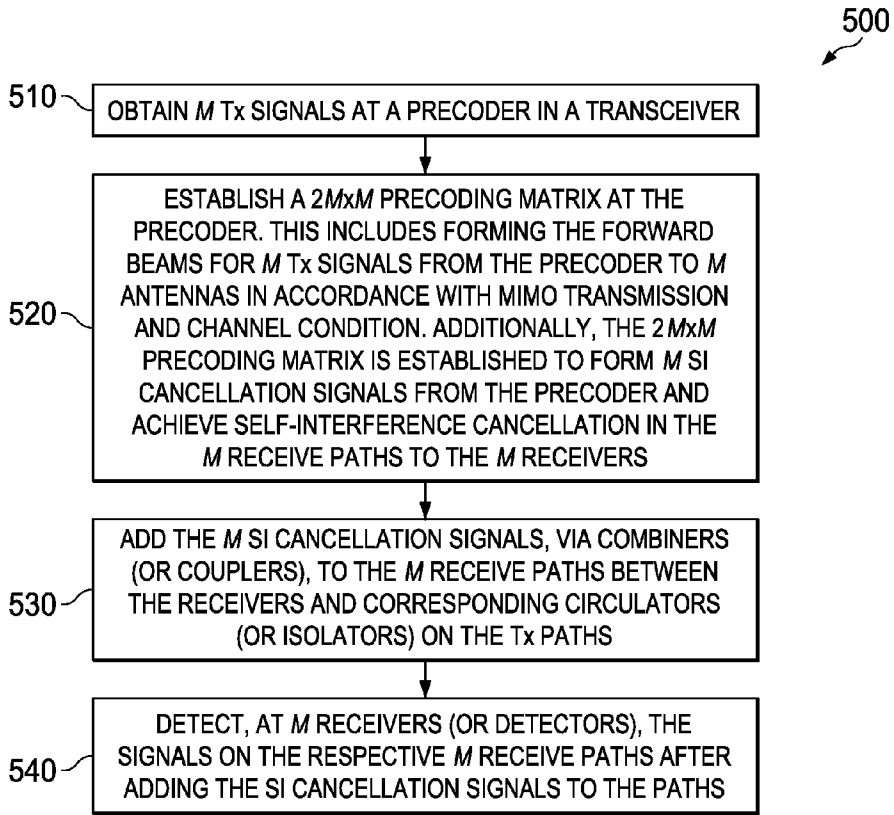 500
510
OBTAIN M Tx SIGNALS AT A PRECODER IN A TRANSCEIVER
520
ESTABLISH A 2MxM PRECODING MATRIX AT THE
PRECODER. THIS INCLUDES FORMING THE FORWARD
BEAMS FOR M Tx SIGNALS FROM THE PRECODER TO M
ANTENNAS IN ACCORDANCE WITH MIMO TRANSMISSION
AND CHANNEL CONDITION. ADDITIONALLY, THE 2MxM
PRECODING MATRIX IS ESTABLISHED TO FORM M SI
CANCELLATION SIGNALS FROM THE PRECODER AND
ACHIEVE SELF-INTERFERENCE CANCELLATION IN THE
M RECEIVE PATHS TO THE M RECEIVERS
530
ADD THE M SI CANCELLATION SIGNALS, VIA COMBINERS
(OR COUPLERS), TO THE M RECEIVE PATHS BETWEEN
THE RECEIVERS AND CORRESPONDING CIRCULATORS
(OR ISOLATORS) ON THE Tx PATHS
540
DETECT, AT M RECEIVERS (OR DETECTORS), THE
SIGNALS ON THE RESPECTIVE M RECEIVE PATHS AFTER
ADDING THE SI CANCELLATION SIGNALS TO THE PATHS